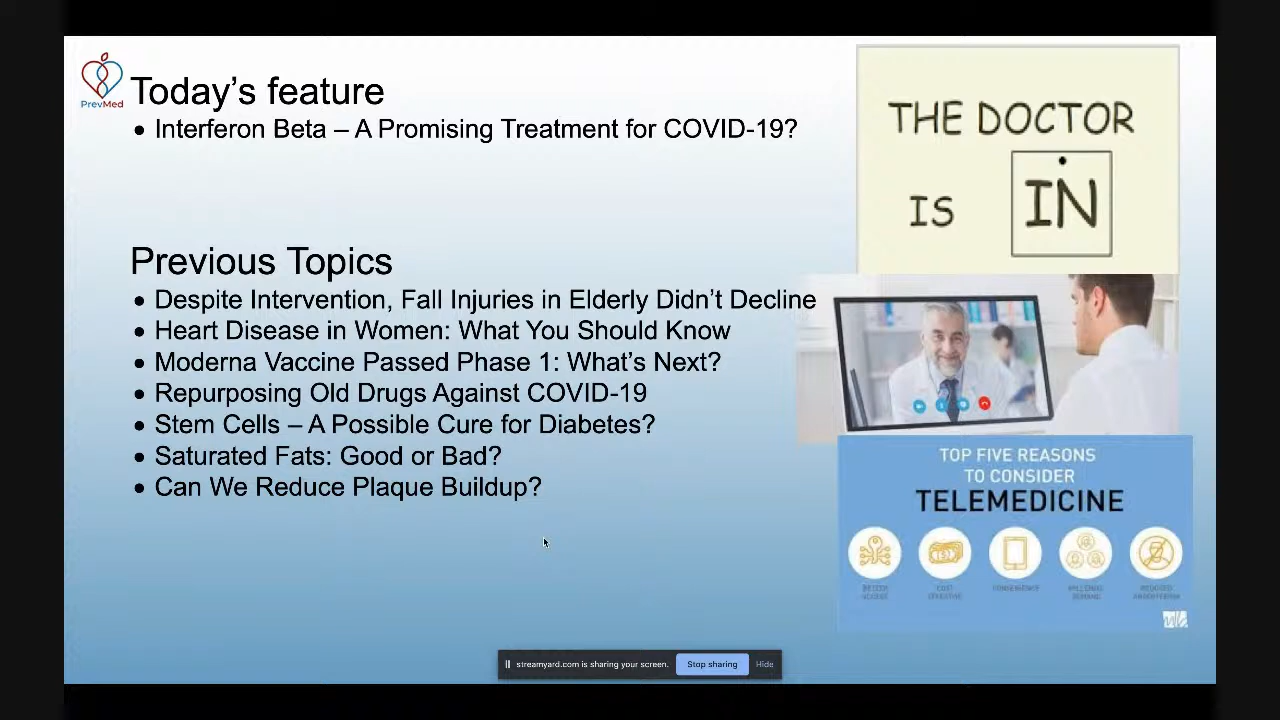 PrevMed
Today's feature
• Interferon Beta – A Promising Treatment for COVID-19?
Previous Topics
• Despite Intervention, Fall Injuries in Elderly Didn't Decline
• Heart Disease in Women: What You Should Know
• Moderna Vaccine Passed Phase 1: What's Next?
• Repurposing Old Drugs Against COVID-19
• Stem Cells – A Possible Cure for Diabetes?
• Saturated Fats: Good or Bad?
• Can We Reduce Plaque Buildup?
THE DOCTOR
IS IN
TOP FIVE REASONS
TO CONSIDER
TELEMEDICINE
COST
CONVENIENCE
streamyard.com is sharing your screen.
Stop sharing
Hide